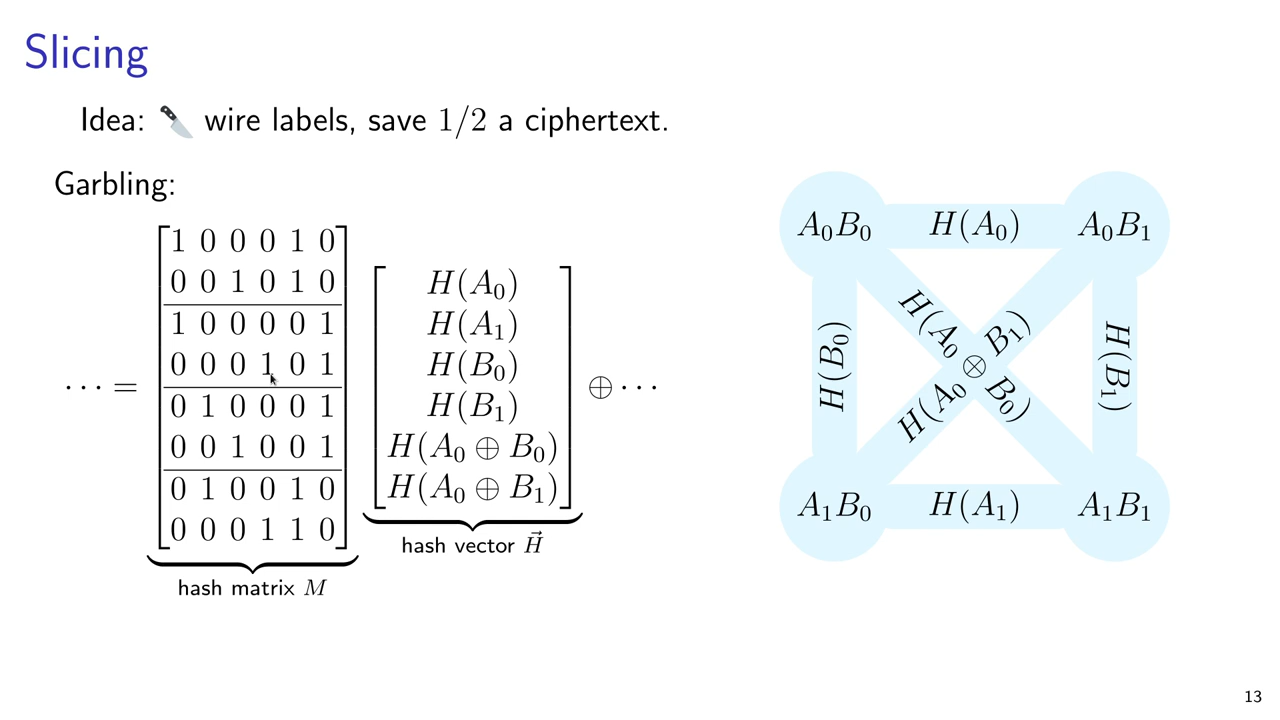 Slicing
Idea: 🔪 wire labels, save 1/2 a ciphertext.
Garbling:
··· =
1 0 0 0 1 0
0 0 1 0 1 0
1 0 0 0 0 1
0 0 0 1 0 1
0 1 0 0 0 1
0 0 1 0 0 1
0 1 0 0 1 0
0 0 0 1 1 0
hash matrix M
H(A₀)
H(A₁)
H(B₀)
H(B₁)
H(A₀ ⊕ B₀)
H(A₀ ⊕ B₁)
hash vector H⃗
⊕ ···
A₀B₀ H(A₀) A₀B₁
H(B₀)
H(A₀ ⊗ B₀)
H(A₀ ⊗ B₁)
H(B₁)
A₁B₀ H(A₁) A₁B₁
13